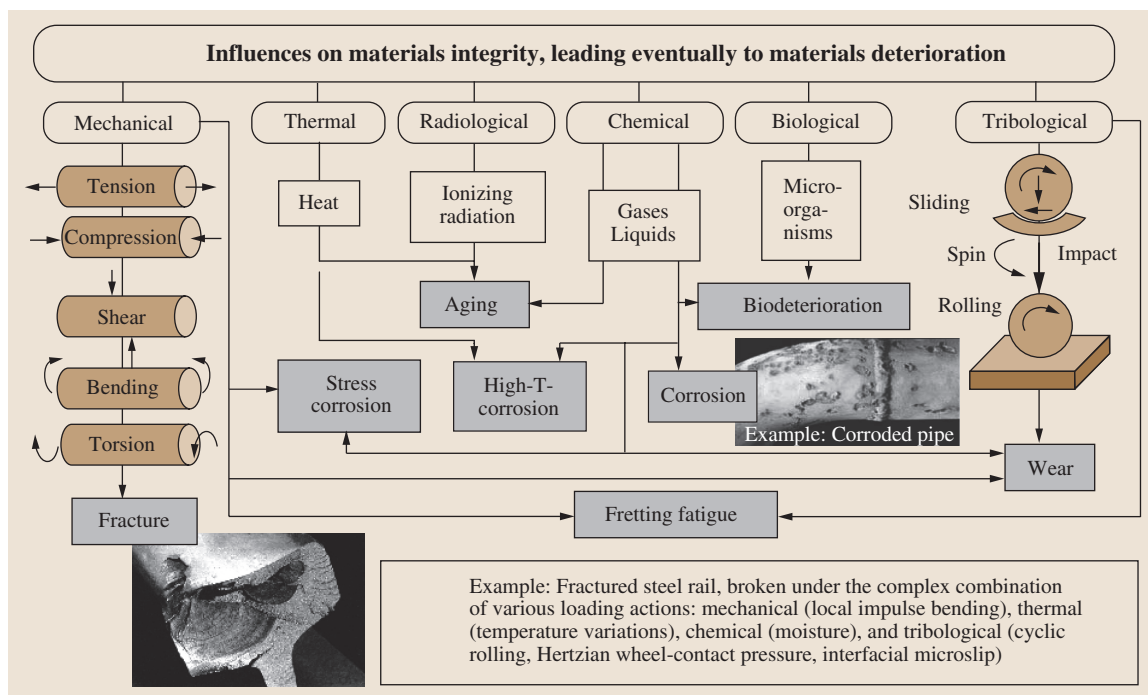 Influences on materials integrity, leading eventually to materials deterioration
Mechanical
Thermal
Radiological
Chemical
Biological
Tribological
Tension
Compression
Shear
Bending
Torsion
Fracture
Heat
Ionizing
radiation
Gases
Liquids
Micro-
orga-
nisms
Sliding
Spin
Impact
Rolling
Aging
Biodeterioration
Stress
corrosion
High-T-
corrosion
Corrosion
Example: Corroded pipe
Wear
Fretting fatigue
Example: Fractured steel rail, broken under the complex combination
of various loading actions: mechanical (local impulse bending), thermal
(temperature variations), chemical (moisture), and tribological (cyclic
rolling, Hertzian wheel-contact pressure, interfacial microslip)